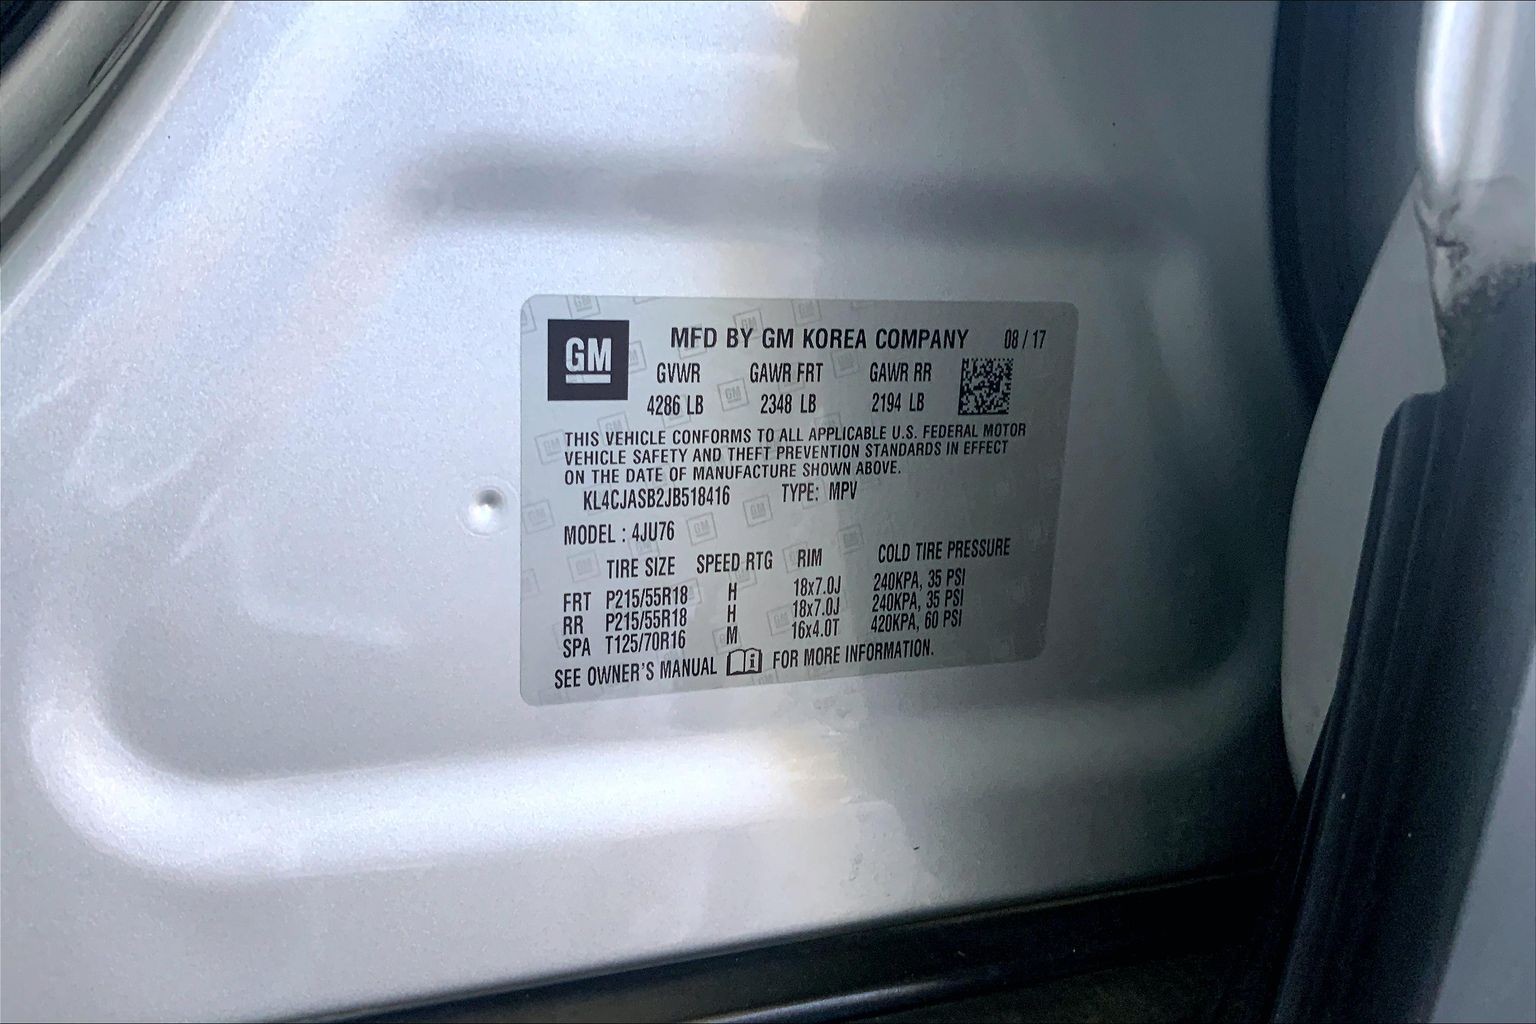 GM
MFD BY GM KOREA COMPANY 08 / 17
GVWR GAWR FRT GAWR RR
4286 LB 2348 LB 2194 LB
THIS VEHICLE CONFORMS TO ALL APPLICABLE U.S. FEDERAL MOTOR
VEHICLE SAFETY AND THEFT PREVENTION STANDARDS IN EFFECT
ON THE DATE OF MANUFACTURE SHOWN ABOVE.
KL4CJASB2JB518416 TYPE: MPV
MODEL : 4JU76
TIRE SIZE SPEED RTG RIM COLD TIRE PRESSURE
FRT P215/55R18 H 18x7.0J 240KPA, 35 PSI
RR P215/55R18 H 18x7.0J 240KPA, 35 PSI
SPA T125/70R16 M 16x4.0T 420KPA, 60 PSI
SEE OWNER'S MANUAL FOR MORE INFORMATION.